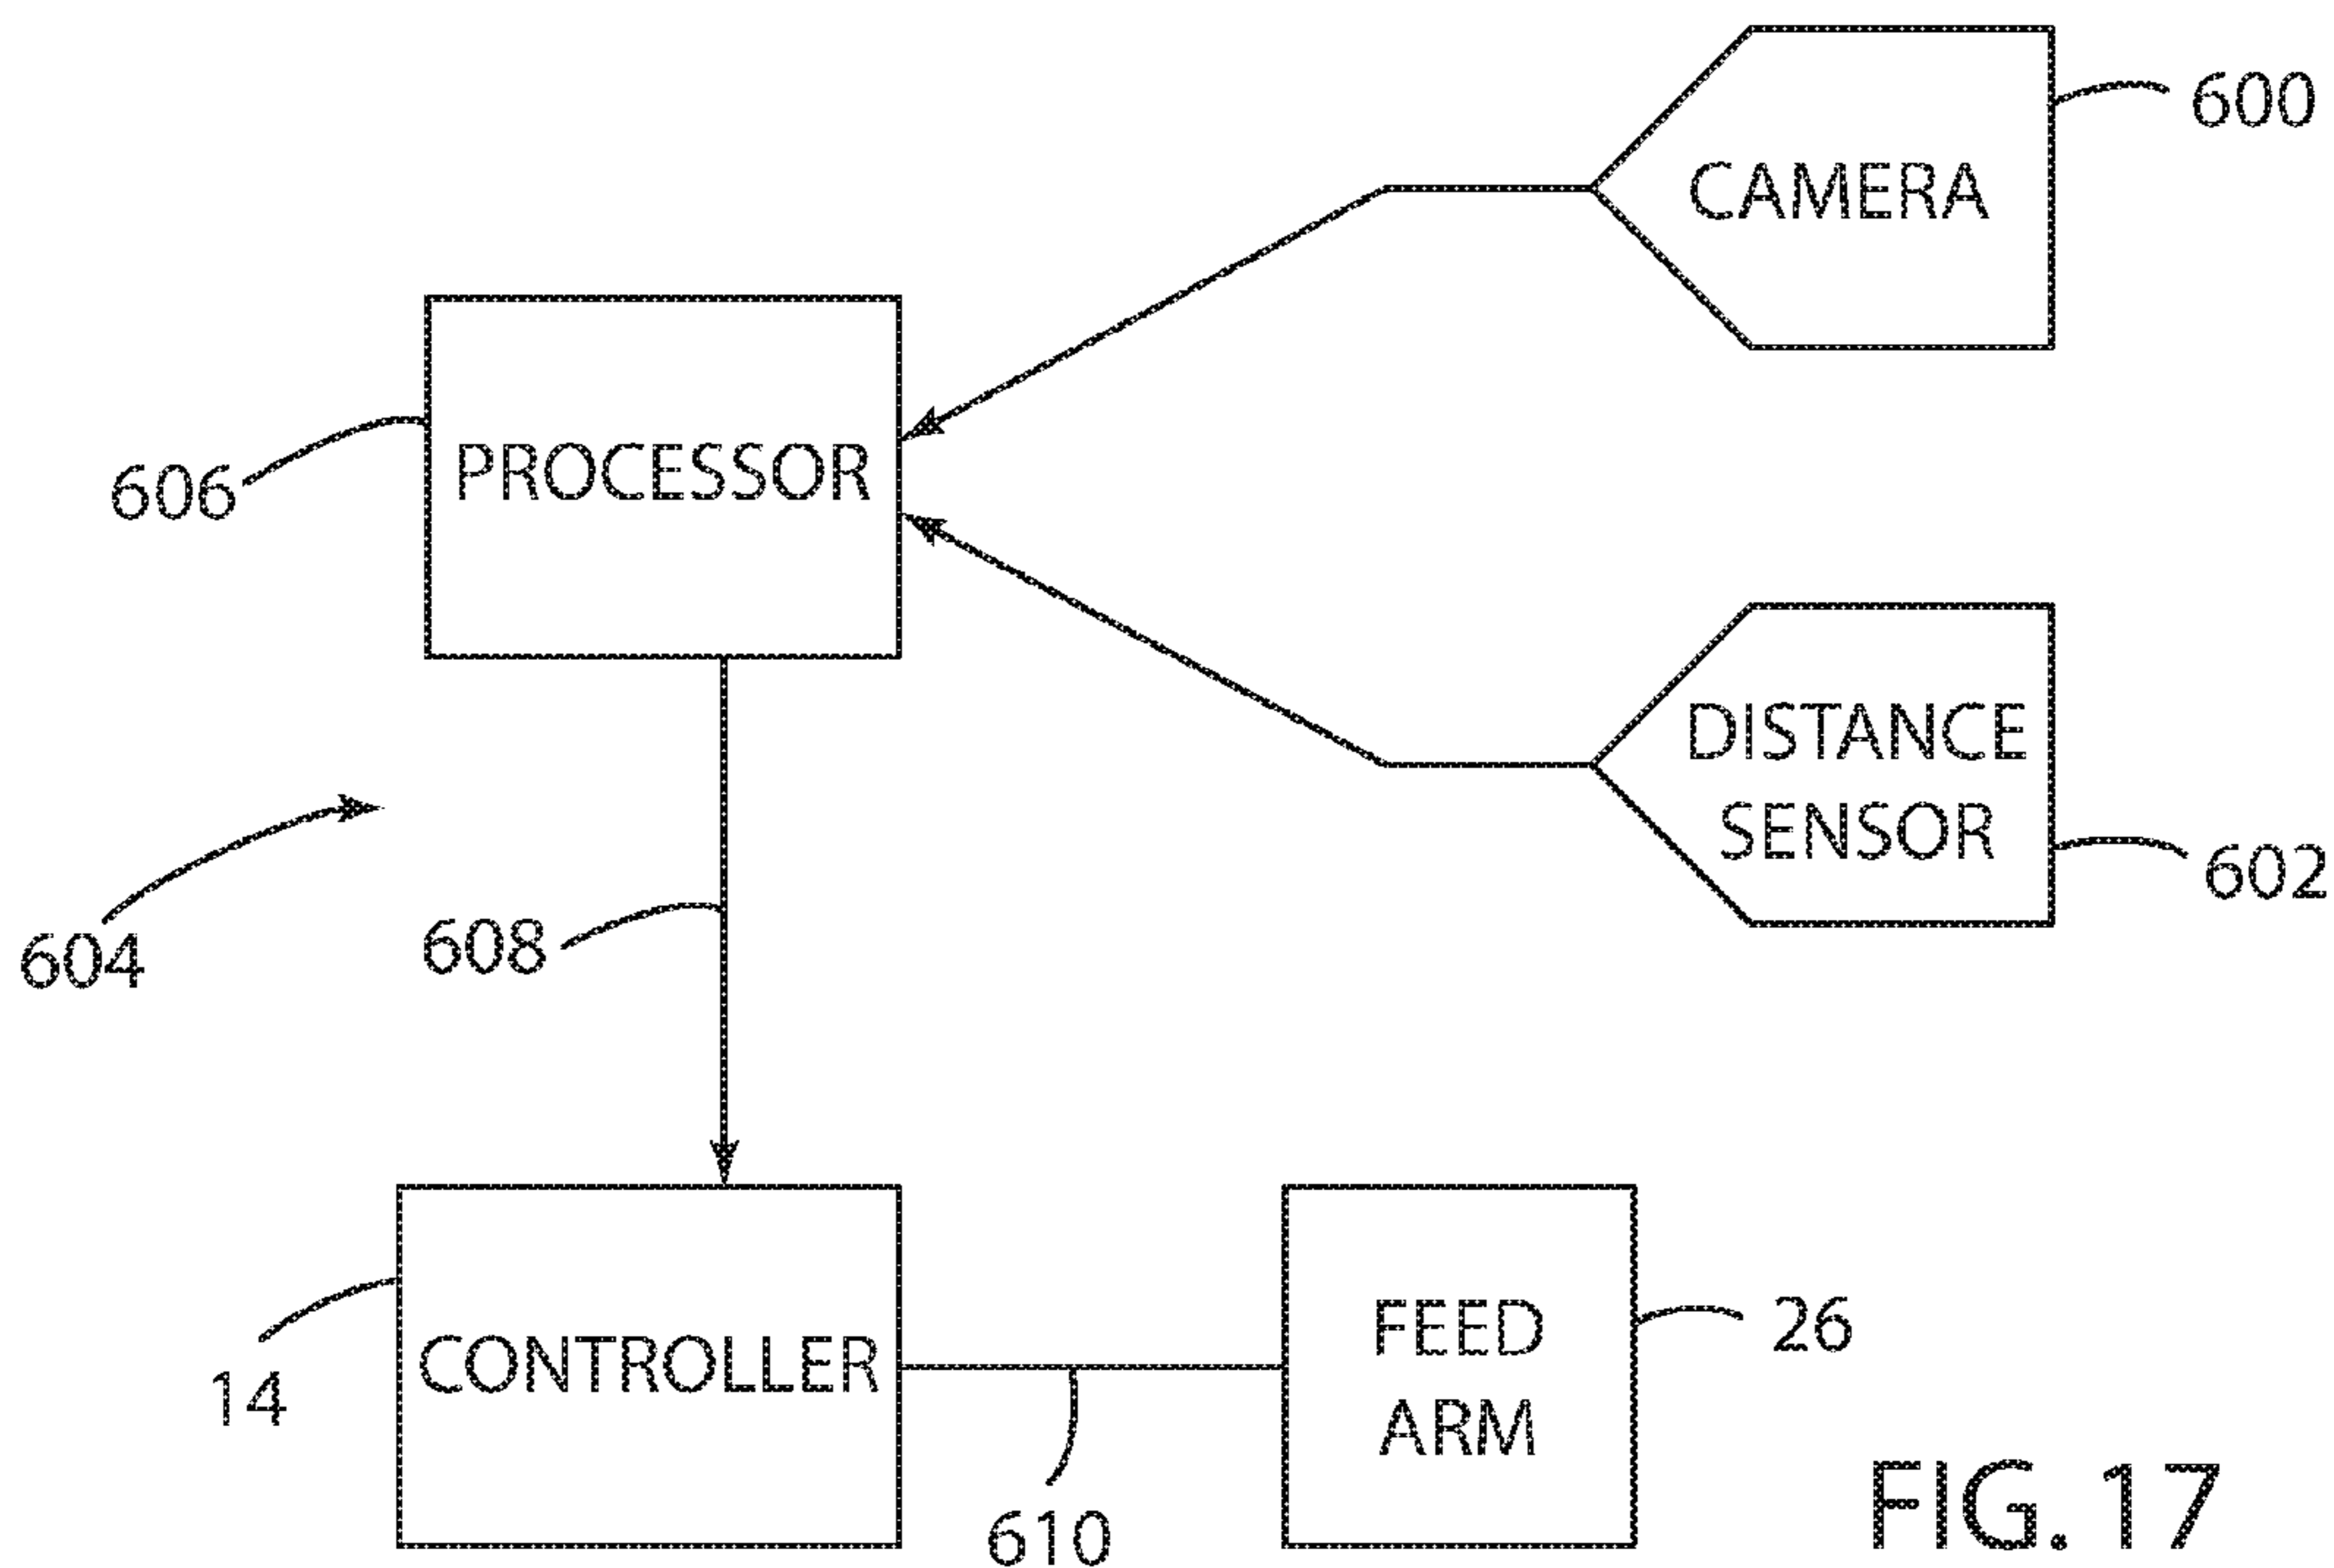 CAMERA
600
PROCESSOR
606
DISTANCE
SENSOR
602
604
608
CONTROLLER
14
FEED
ARM
26
610
FIG. 17